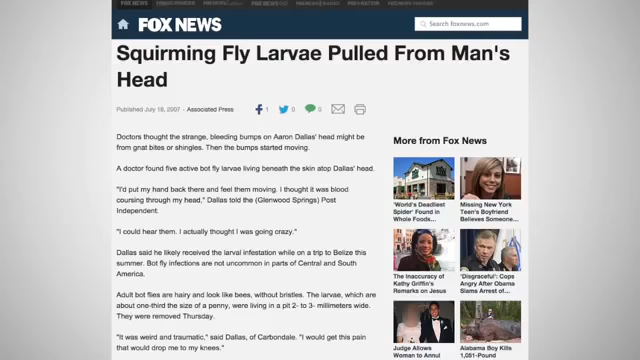 FOX NEWS
Search foxnews.com
Squirming Fly Larvae Pulled From Man's
Head
Published July 18, 2007 · Associated Press
1
0
0
Doctors thought the strange, bleeding bumps on Aaron Dallas' head might be
from gnat bites or shingles. Then the bumps started moving.
A doctor found five active bot fly larvae living beneath the skin atop Dallas' head.
"I'd put my hand back there and feel them moving. I thought it was blood
coursing through my head," Dallas told the (Glenwood Springs) Post
Independent.
"I could hear them. I actually thought I was going crazy."
Dallas said he likely received the larval infestation while on a trip to Belize this
summer. Bot fly infections are not uncommon in parts of Central and South
America.
Adult bot flies are hairy and look like bees, without bristles. The larvae, which are
about one-third the size of a penny, were living in a pit 2- to 3- millimeters wide.
They were removed Thursday.
"It was weird and traumatic," said Dallas, of Carbondale. "I would get this pain
that would drop me to my knees."
More from Fox News
'World's Deadliest
Spider' Found in
Whole Foods...
Missing New York
Teen's Boyfriend
Believes Someone...
The Inaccuracy of
Kathy Griffin's
Remarks on Jesus
'Disgraceful': Cops
Angry After Obama
Slams Arrest of...
Judge Allows
Woman to Annul
Alabama Boy Kills
1,051-Pound